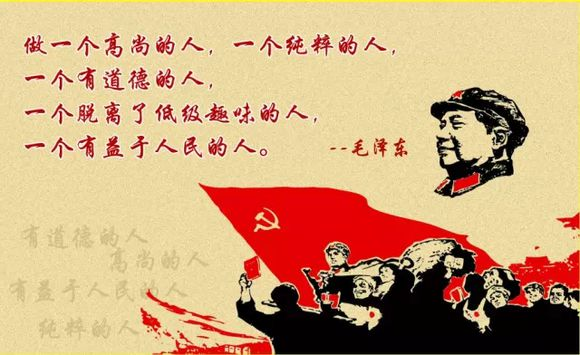 做一个高尚的人，一个纯粹的人，
一个有道德的人，
一个脱离了低级趣味的人，
一个有益于人民的人。
--毛泽东
有道德的人
高尚的人
有益于人民的人
纯粹的人